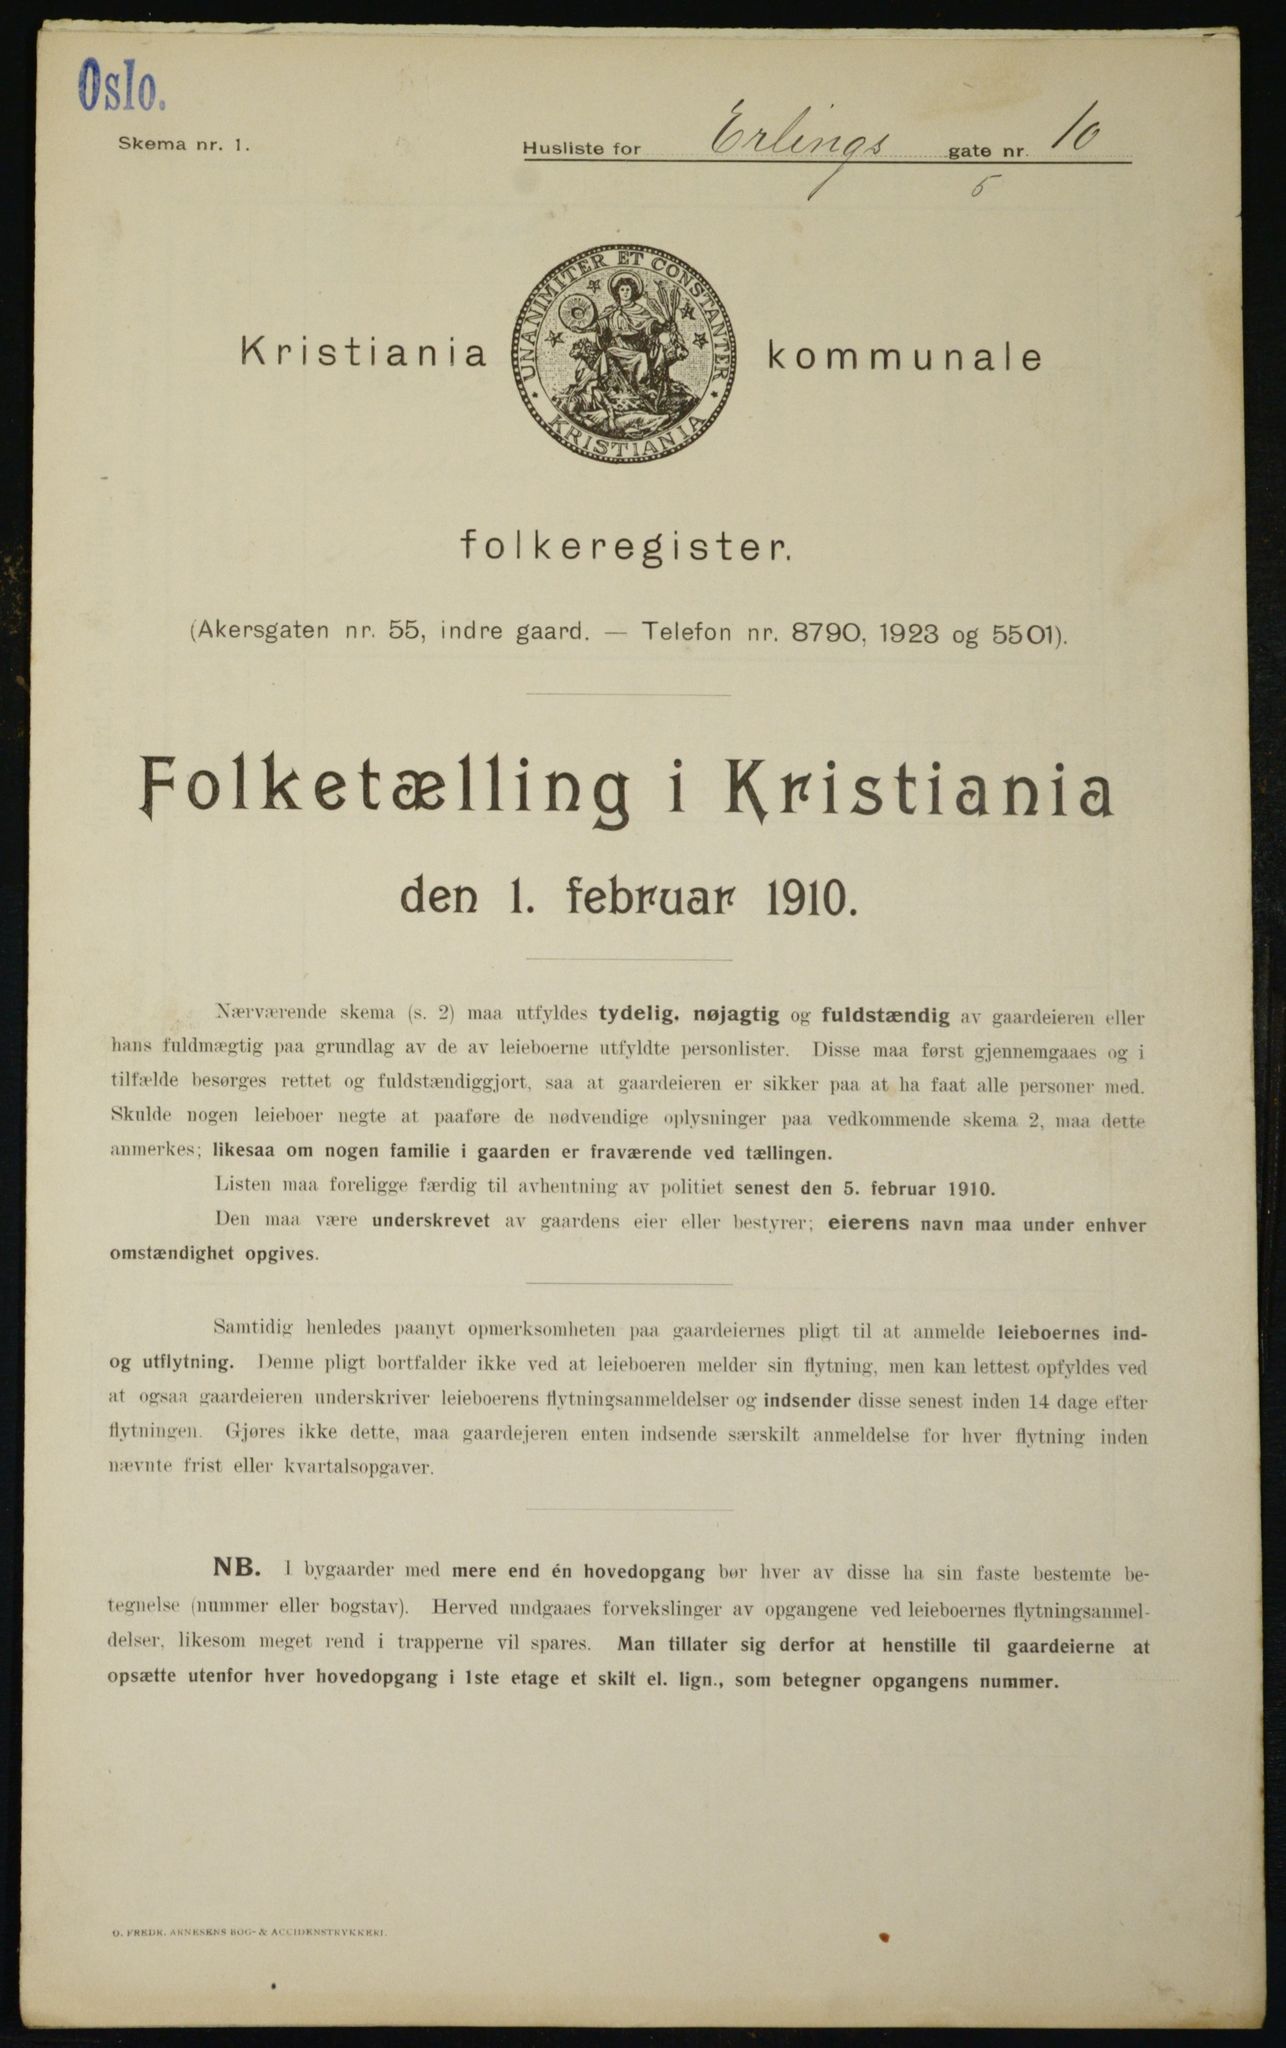 Oslo.
Skema nr. 1.
Husliste for Erlings gate nr. 10
5
UNANIMITER ET CONSTANTER
KRISTIANIA
Kristiania kommunale
folkeregister.
(Akersgaten nr. 55, indre gaard. — Telefon nr. 8790, 1923 og 5501).
Folketælling i Kristiania
den 1. februar 1910.
Nærværende skema (s. 2) maa utfyldes tydelig. nøjagtig og fuldstændig av gaardeieren eller
hans fuldmægtig paa grundlag av de av leieboerne utfyldte personlister. Disse maa først gjennemgaaes og i
tilfælde besørges rettet og fuldstændiggjort, saa at gaardeieren er sikker paa at ha faat alle personer med.
Skulde nogen leieboer negte at paaføre de nødvendige oplysninger paa vedkommende skema 2, maa dette
anmerkes; likesaa om nogen familie i gaarden er fraværende ved tællingen.
Listen maa foreligge færdig til avhentning av politiet senest den 5. februar 1910.
Den maa være underskrevet av gaardens eier eller bestyrer; eierens navn maa under enhver
omstændighet opgives.
Samtidig henledes paanyt opmerksomheten paa gaardeiernes pligt til at anmelde leieboernes ind-
og utflytning. Denne pligt bortfalder ikke ved at leieboeren melder sin flytning, men kan lettest opfyldes ved
at ogsaa gaardeieren underskriver leieboerens flytningsanmeldelser og indsender disse senest inden 14 dage efter
flytningen. Gjøres ikke dette, maa gaardejeren enten indsende særskilt anmeldelse for hver flytning inden
nævnte frist eller kvartalsopgaver.
NB. I bygaarder med mere end én hovedopgang bør hver av disse ha sin faste bestemte be-
tegnelse (nummer eller bogstav). Herved undgaaes forvekslinger av opgangene ved leieboernes flytningsanmel-
delser, likesom meget rend i trapperne vil spares. Man tillater sig derfor at henstille til gaardeierne at
opsætte utenfor hver hovedopgang i 1ste etage et skilt el. lign., som betegner opgangens nummer.
O. FREDK. ARNESENS BOG- & ACCIDENSTRYKKERI.